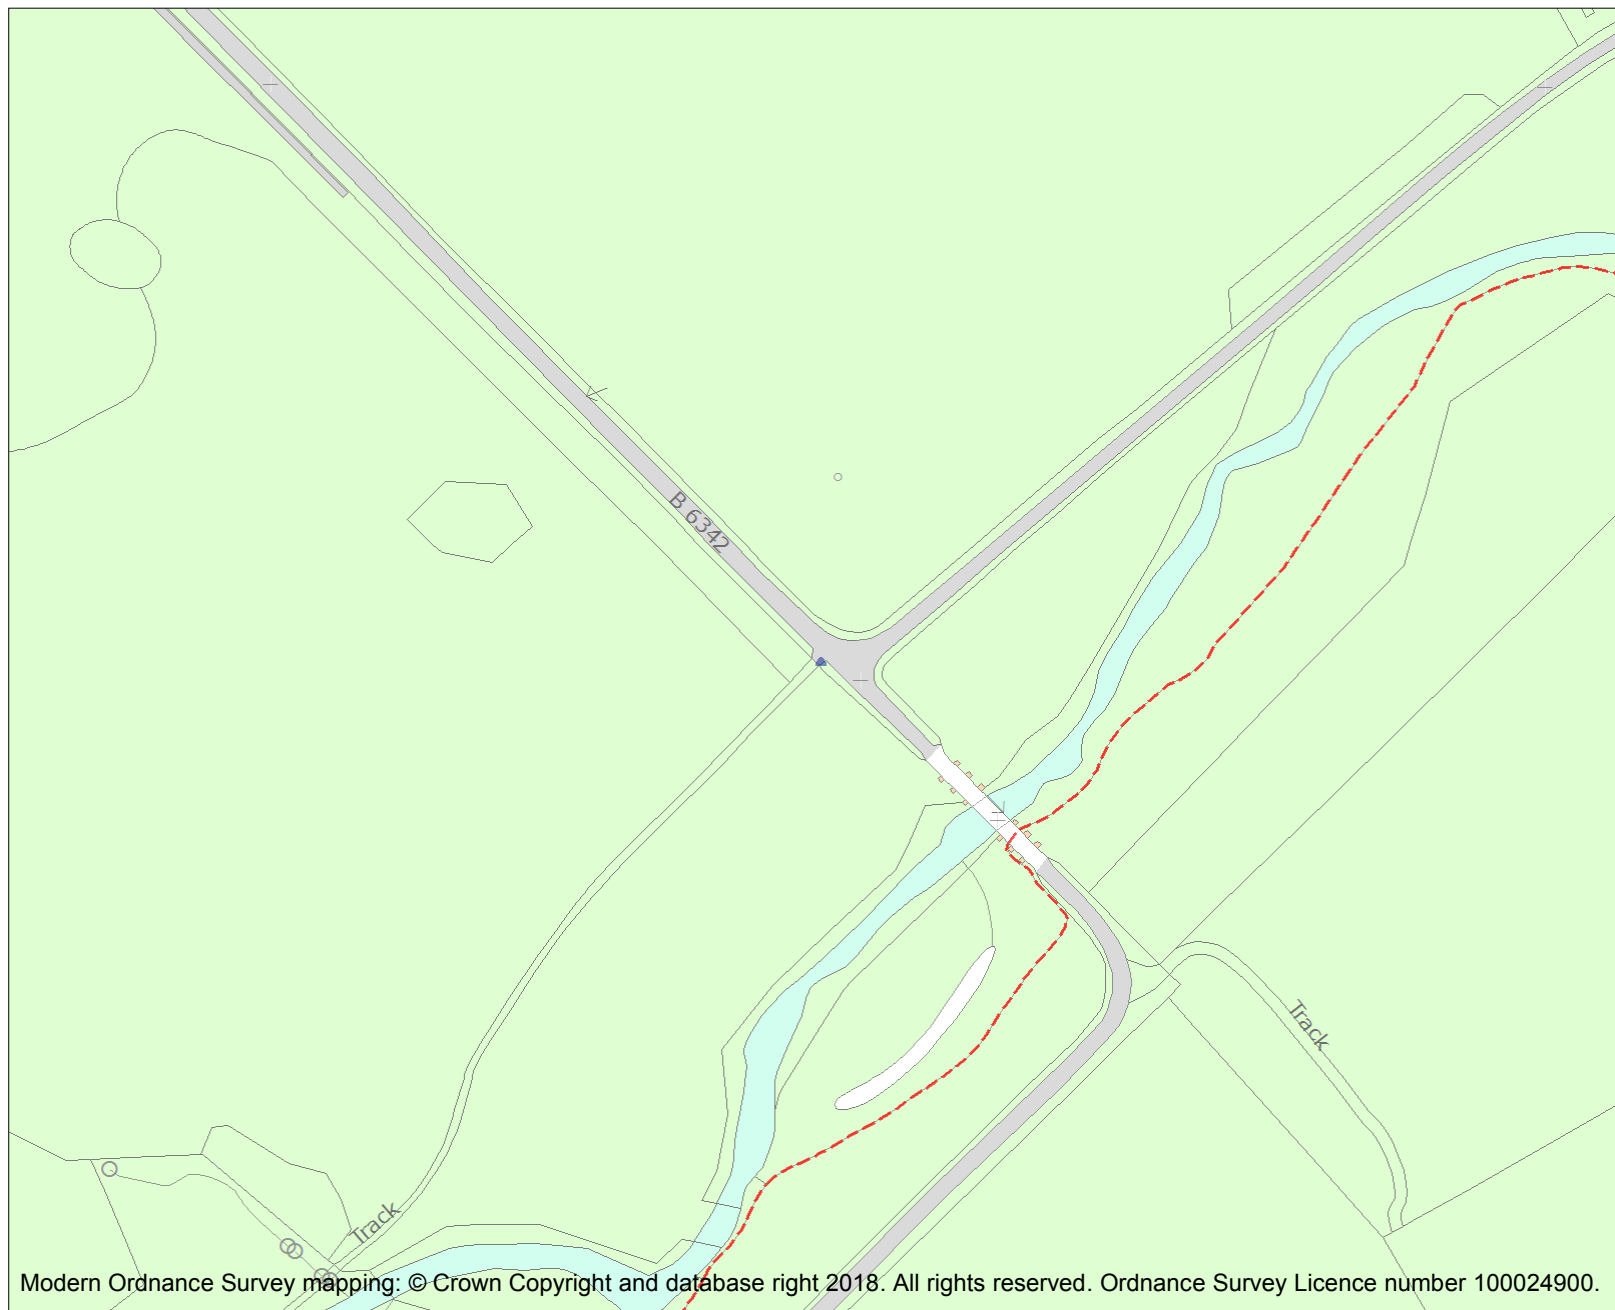 B 6342
Track
Track
Modern Ordnance Survey mapping: © Crown Copyright and database right 2018. All rights reserved. Ordnance Survey Licence number 100024900.